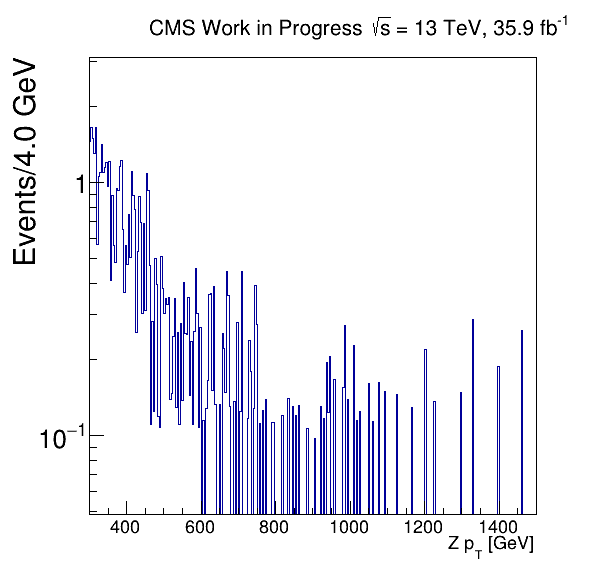 CMS Work in Progress √s = 13 TeV, 35.9 fb⁻¹
Events/4.0 GeV
1
10⁻¹
400 600 800 1000 1200 1400
Z p_T [GeV]